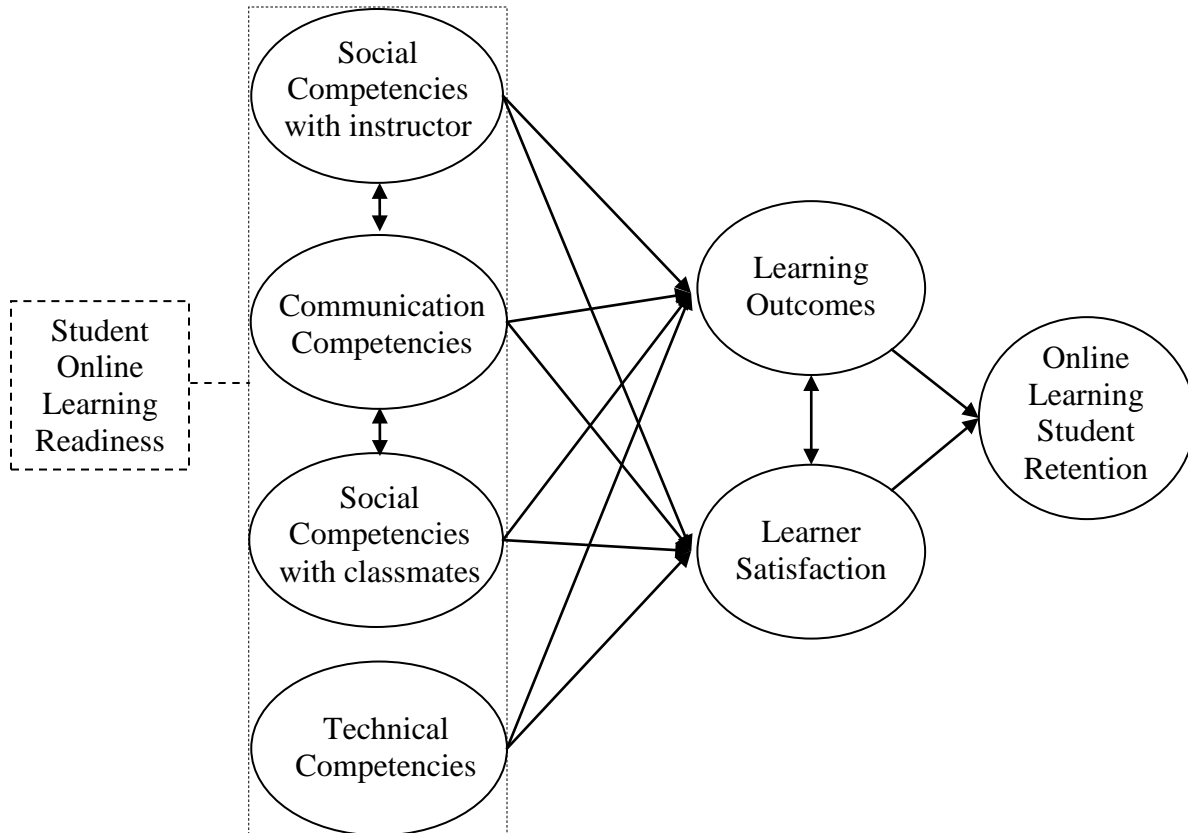 Social
Competencies
with instructor
Communication
Competencies
Social
Competencies
with classmates
Technical
Competencies
Student
Online
Learning
Readiness
Learning
Outcomes
Learner
Satisfaction
Online
Learning
Student
Retention